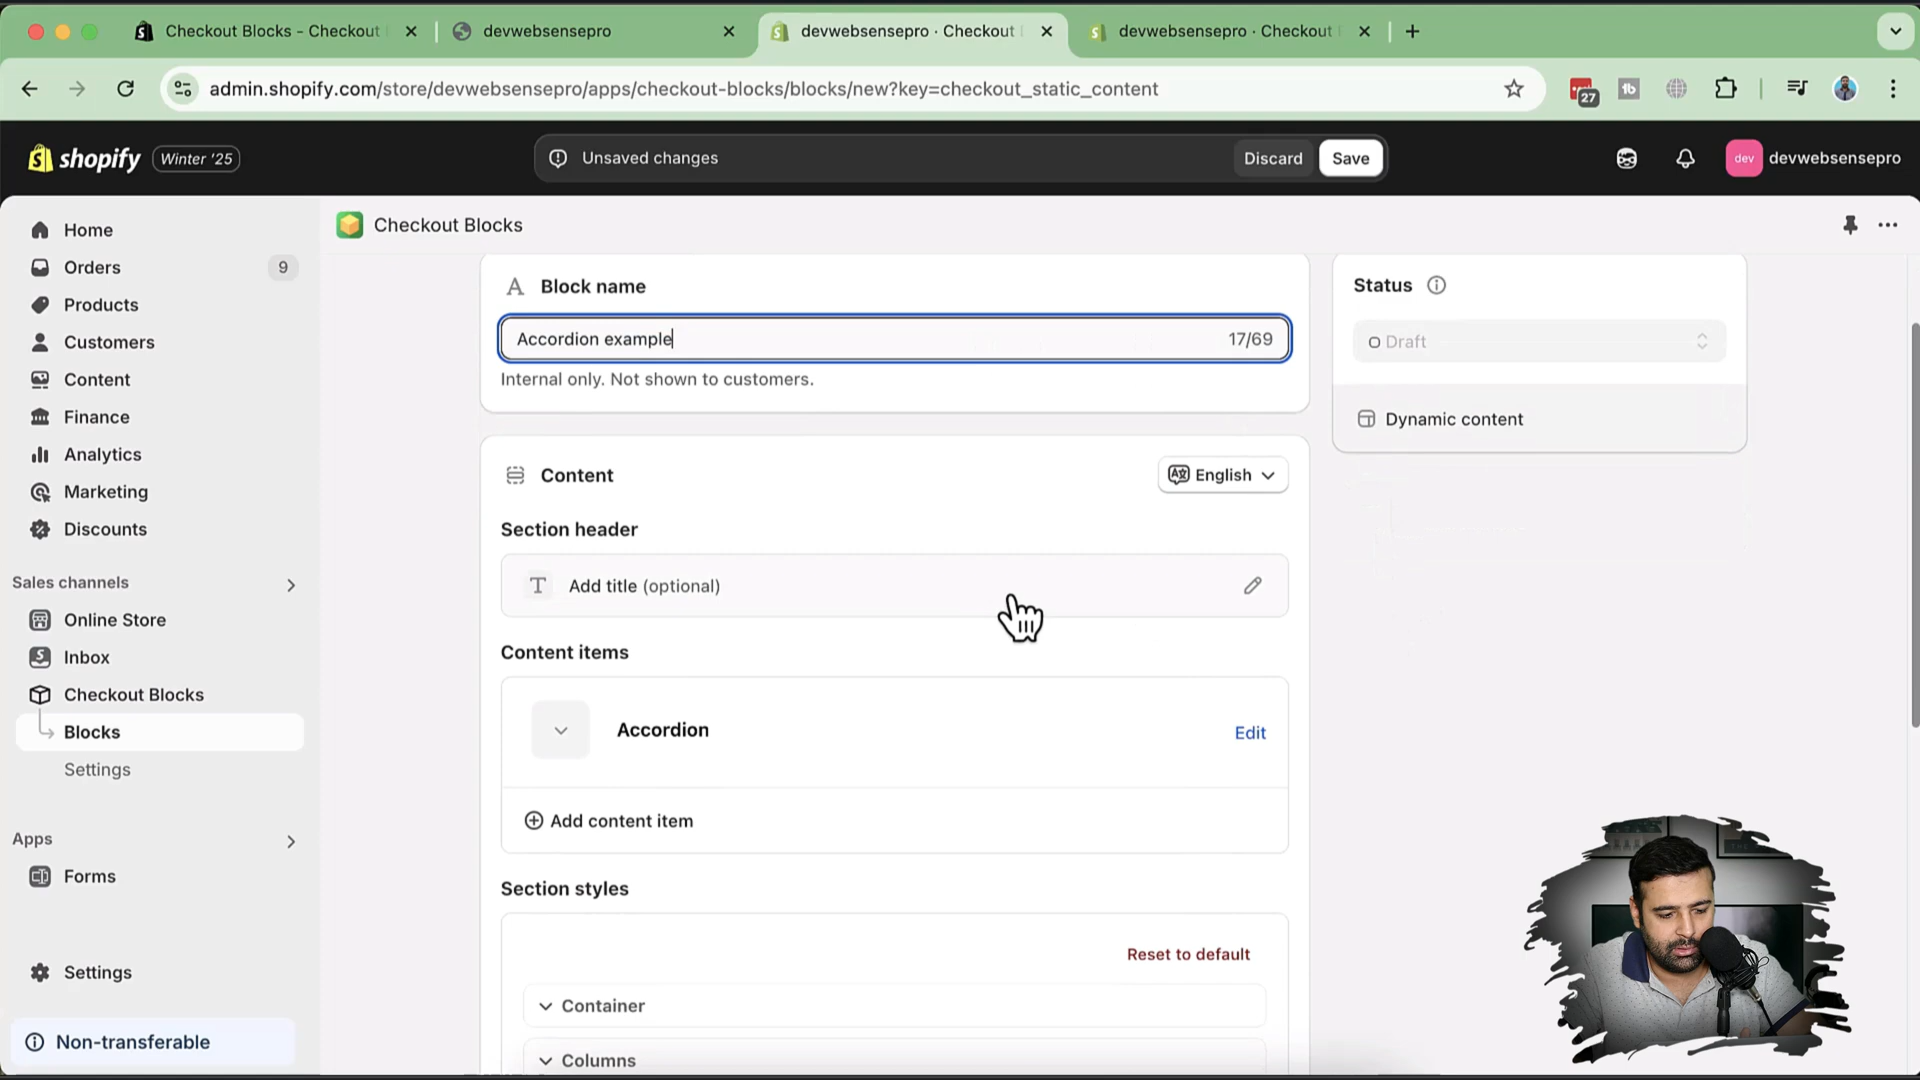 Checkout Blocks - Checkout
devwebsensepro
devwebsensepro · Checkout
devwebsensepro · Checkout
admin.shopify.com/store/devwebsensepro/apps/checkout-blocks/blocks/new?key=checkout_static_content
27
shopify
Winter '25
Unsaved changes
Discard
Save
dev
devwebsensepro
Home
Orders
9
Products
Customers
Content
Finance
Analytics
Marketing
Discounts
Sales channels
Online Store
Inbox
Checkout Blocks
Blocks
Settings
Apps
Forms
Settings
Non-transferable
Checkout Blocks
Block name
Accordion example
17/69
Internal only. Not shown to customers.
Content
English
Section header
Add title (optional)
Content items
Accordion
Edit
Add content item
Section styles
Reset to default
Container
Columns
Status
Draft
Dynamic content